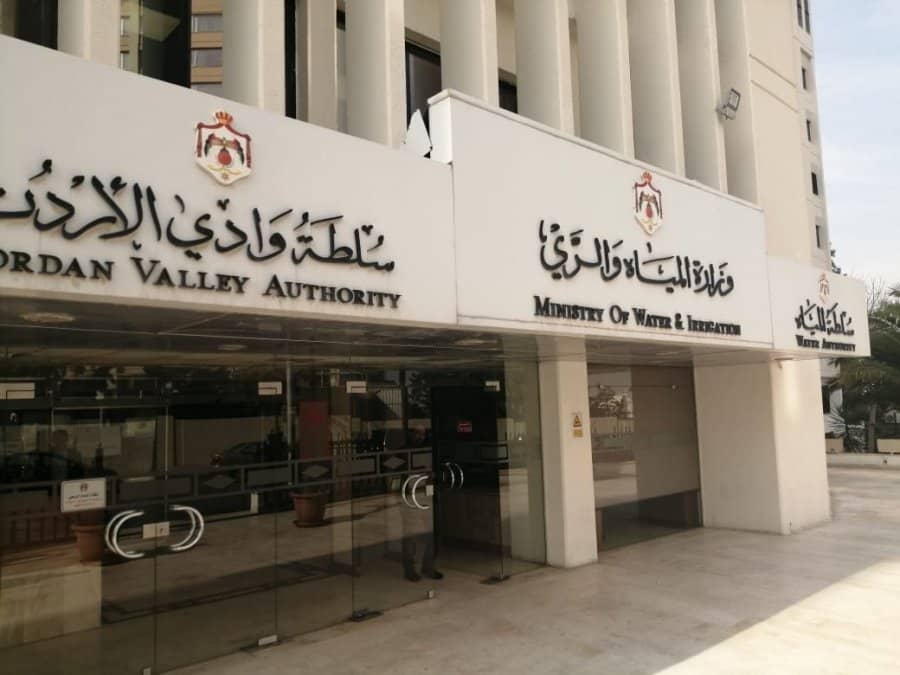 سلطة وادي الأردن
ORDAN VALLEY AUTHORITY
وزارة المياه والري
MINISTRY OF WATER & IRRIGATION
سلطة المياه
WATER AUTHORITY